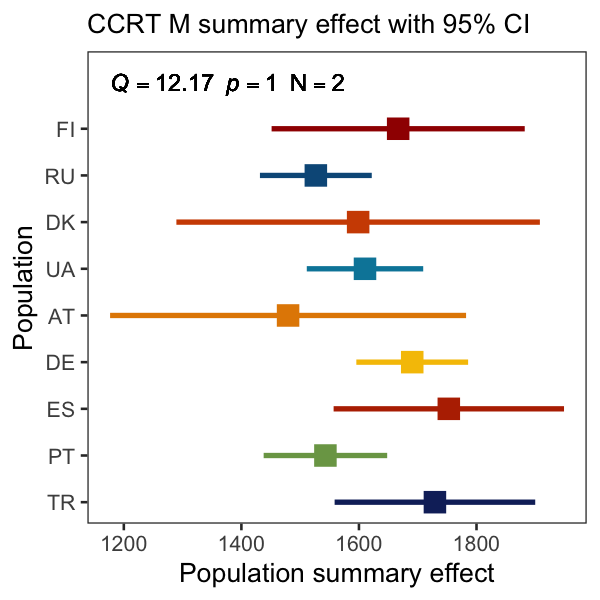 CCRT M summary effect with 95% CI
Q = 12.17 p = 1 N = 2
FI
RU
DK
UA
AT
DE
ES
PT
TR
Population
1200 1400 1600 1800
Population summary effect